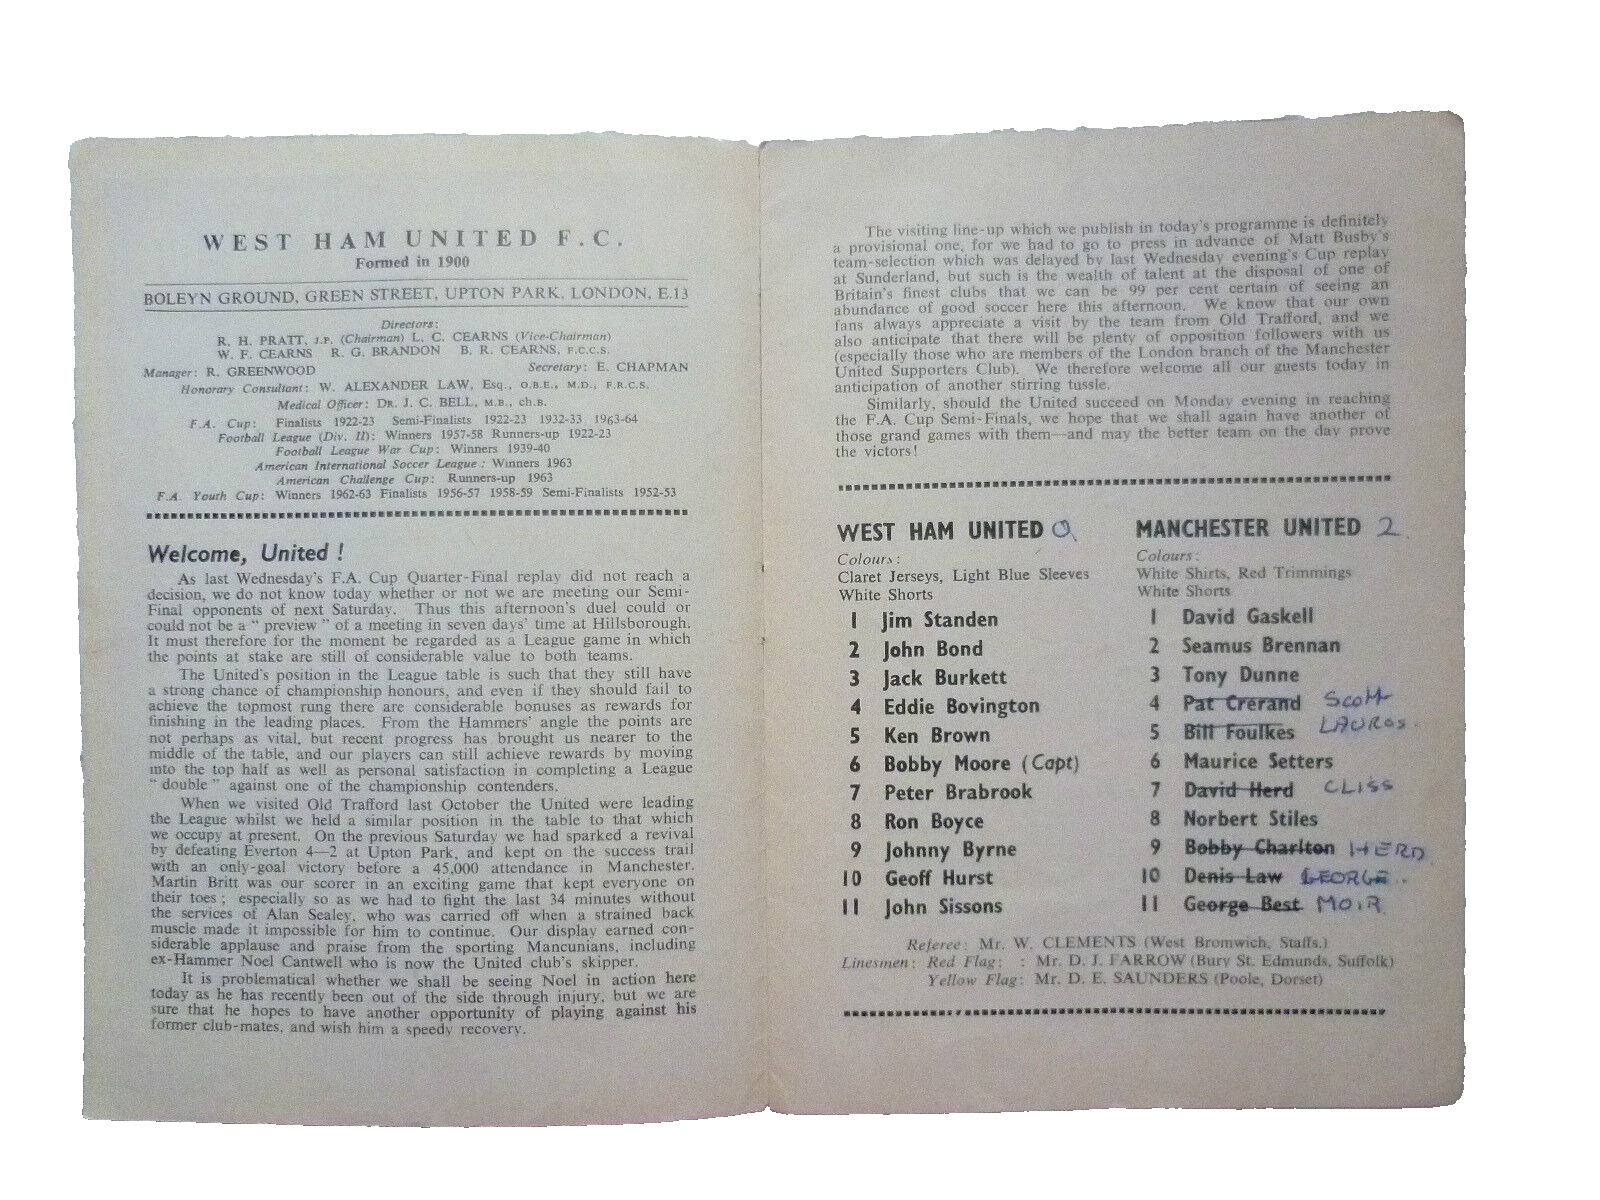 WEST HAM UNITED F.C.
Formed in 1900
BOLEYN GROUND, GREEN STREET, UPTON PARK, LONDON, E.13
Directors:
R. H. PRATT, J.P. (Chairman) L. C. CEARNS (Vice-Chairman)
W. F. CEARNS R. G. BRANDON B. R. CEARNS, F.C.C.S.
Manager: R. GREENWOOD Secretary: E. CHAPMAN
Honorary Consultant: W. ALEXANDER LAW, Esq., O.B.E., M.D., F.R.C.S.
Medical Officer: DR. J. C. BELL, M.B., ch.B.
F.A. Cup: Finalists 1922-23 Semi-Finalists 1922-23 1932-33 1963-64
Football League (Div. II): Winners 1957-58 Runners-up 1922-23
Football League War Cup: Winners 1939-40
American International Soccer League: Winners 1963
American Challenge Cup: Runners-up 1963
F.A. Youth Cup: Winners 1962-63 Finalists 1956-57 1958-59 Semi-Finalists 1952-53
Welcome, United!
As last Wednesday's F.A. Cup Quarter-Final replay did not reach a
decision, we do not know today whether or not we are meeting our Semi-
Final opponents of next Saturday. Thus this afternoon's duel could or
could not be a "preview" of a meeting in seven days' time at Hillsborough.
It must therefore for the moment be regarded as a League game in which
the points at stake are still of considerable value to both teams.
The United's position in the League table is such that they still have
a strong chance of championship honours, and even if they should fail to
achieve the topmost rung there are considerable bonuses as rewards for
finishing in the leading places. From the Hammers' angle the points are
not perhaps as vital, but recent progress has brought us nearer to the
middle of the table, and our players can still achieve rewards by moving
into the top half as well as personal satisfaction in completing a League
"double" against one of the championship contenders.
When we visited Old Trafford last October the United were leading
the League whilst we held a similar position in the table to that which
we occupy at present. On the previous Saturday we had sparked a revival
by defeating Everton 4—2 at Upton Park, and kept on the success trail
with an only-goal victory before a 45,000 attendance in Manchester.
Martin Britt was our scorer in an exciting game that kept everyone on
their toes; especially so as we had to fight the last 34 minutes without
the services of Alan Sealey, who was carried off when a strained back
muscle made it impossible for him to continue. Our display earned con-
siderable applause and praise from the sporting Mancunians, including
ex-Hammer Noel Cantwell who is now the United club's skipper.
It is problematical whether we shall be seeing Noel in action here
today as he has recently been out of the side through injury, but we are
sure that he hopes to have another opportunity of playing against his
former club-mates, and wish him a speedy recovery.
The visiting line-up which we publish in today's programme is definitely
a provisional one, for we had to go to press in advance of Matt Busby's
team-selection which was delayed by last Wednesday evening's Cup replay
at Sunderland, but such is the wealth of talent at the disposal of one of
Britain's finest clubs that we can be 99 per cent certain of seeing an
abundance of good soccer here this afternoon. We know that our own
fans always appreciate a visit by the team from Old Trafford, and we
also anticipate that there will be plenty of opposition followers with us
(especially those who are members of the London branch of the Manchester
United Supporters Club). We therefore welcome all our guests today in
anticipation of another stirring tussle.
Similarly, should the United succeed on Monday evening in reaching
the F.A. Cup Semi-Finals, we hope that we shall again have another of
those grand games with them—and may the better team on the day prove
the victors!
WEST HAM UNITED 0
Colours:
Claret Jerseys, Light Blue Sleeves
White Shorts
1 Jim Standen
2 John Bond
3 Jack Burkett
4 Eddie Bovington
5 Ken Brown
6 Bobby Moore (Capt)
7 Peter Brabrook
8 Ron Boyce
9 Johnny Byrne
10 Geoff Hurst
11 John Sissons
MANCHESTER UNITED 2
Colours:
White Shirts, Red Trimmings
White Shorts
1 David Gaskell
2 Seamus Brennan
3 Tony Dunne
4 Pat Crerand SCOTT
5 Bill Foulkes
6 Maurice Setters
7 David Herd CLISS
8 Norbert Stiles
9 Bobby Charlton HERD
10 Denis Law GEORGE.
11 George Best MOIR
Referee: Mr. W. CLEMENTS (West Bromwich, Staffs.)
Linesmen: Red Flag: : Mr. D. J. FARROW (Bury St. Edmunds, Suffolk)
Yellow Flag: Mr. D. E. SAUNDERS (Poole, Dorset)